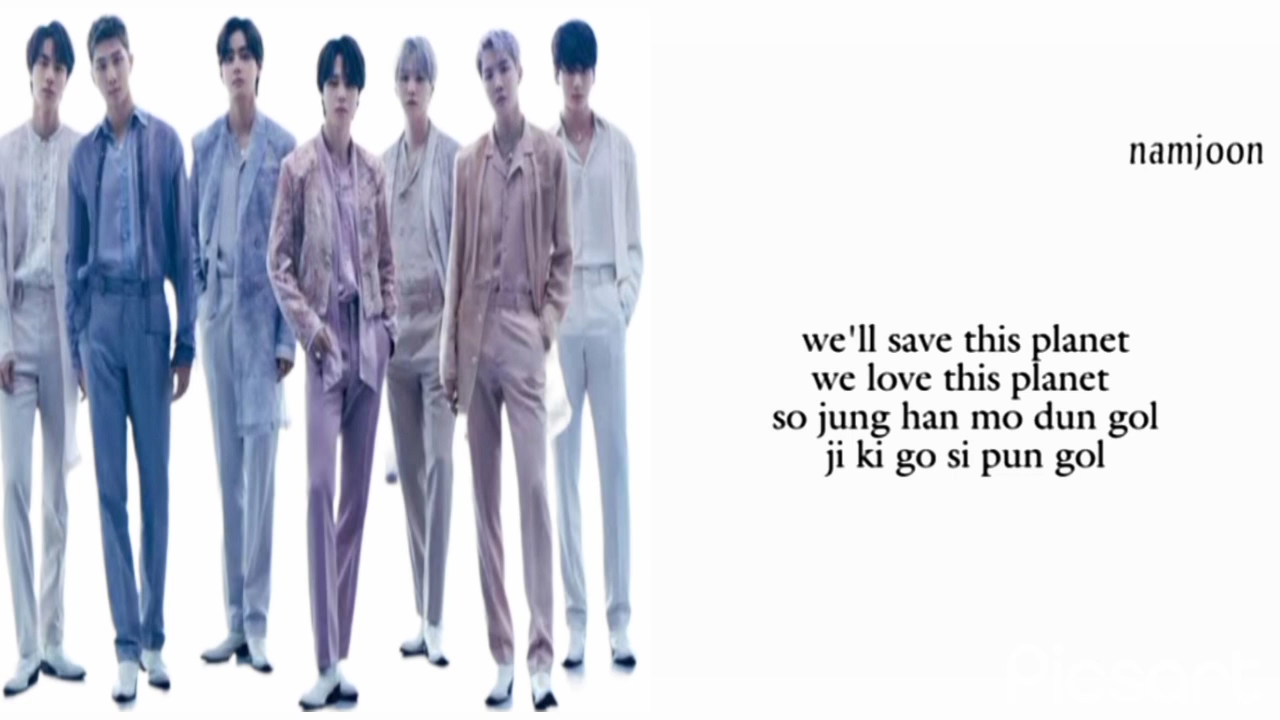 namjoon
we'll save this planet
we love this planet
so jung han mo dun gol
ji ki go si pun gol
Picsart